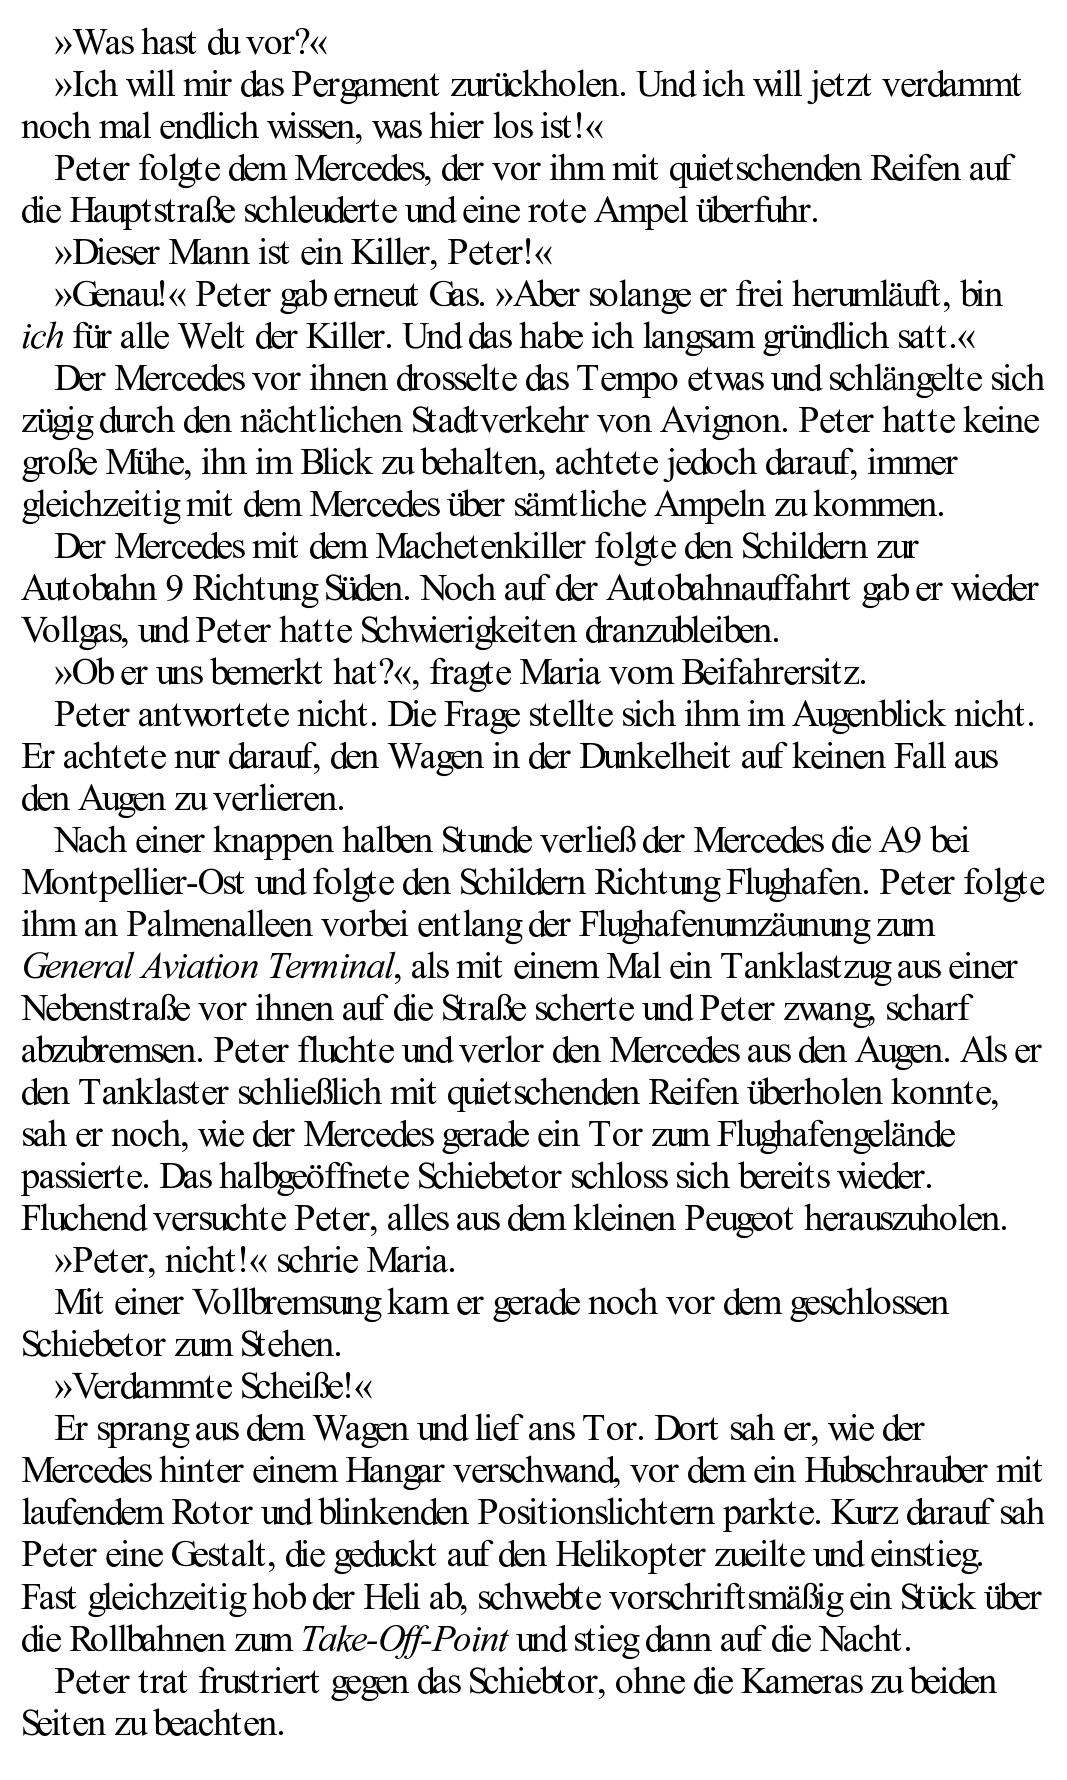 »Was hast du vor?«
»Ich will mir das Pergament zurückholen. Und ich will jetzt verdammt
noch mal endlich wissen, was hier los ist!«
Peter folgte dem Mercedes, der vor ihm mit quietschenden Reifen auf
die Hauptstraße schleuderte und eine rote Ampel überfuhr.
»Dieser Mann ist ein Killer, Peter!«
»Genau!« Peter gab erneut Gas. »Aber solange er frei herumläuft, bin
ich für alle Welt der Killer. Und das habe ich langsam gründlich satt.«
Der Mercedes vor ihnen drosselte das Tempo etwas und schlängelte sich
zügig durch den nächtlichen Stadtverkehr von Avignon. Peter hatte keine
große Mühe, ihn im Blick zu behalten, achtete jedoch darauf, immer
gleichzeitig mit dem Mercedes über sämtliche Ampeln zu kommen.
Der Mercedes mit dem Machetenkiller folgte den Schildern zur
Autobahn 9 Richtung Süden. Noch auf der Autobahnauffahrt gab er wieder
Vollgas, und Peter hatte Schwierigkeiten dranzubleiben.
»Ob er uns bemerkt hat?«, fragte Maria vom Beifahrersitz.
Peter antwortete nicht. Die Frage stellte sich ihm im Augenblick nicht.
Er achtete nur darauf, den Wagen in der Dunkelheit auf keinen Fall aus
den Augen zu verlieren.
Nach einer knappen halben Stunde verließ der Mercedes die A9 bei
Montpellier-Ost und folgte den Schildern Richtung Flughafen. Peter folgte
ihm an Palmenalleen vorbei entlang der Flughafenumzäunung zum
General Aviation Terminal, als mit einem Mal ein Tanklastzug aus einer
Nebenstraße vor ihnen auf die Straße scherte und Peter zwang, scharf
abzubremsen. Peter fluchte und verlor den Mercedes aus den Augen. Als er
den Tanklaster schließlich mit quietschenden Reifen überholen konnte,
sah er noch, wie der Mercedes gerade ein Tor zum Flughafengelände
passierte. Das halbgeöffnete Schiebetor schloss sich bereits wieder.
Fluchend versuchte Peter, alles aus dem kleinen Peugeot herauszuholen.
»Peter, nicht!« schrie Maria.
Mit einer Vollbremsung kam er gerade noch vor dem geschlossen
Schiebetor zum Stehen.
»Verdammte Scheiße!«
Er sprang aus dem Wagen und lief ans Tor. Dort sah er, wie der
Mercedes hinter einem Hangar verschwand, vor dem ein Hubschrauber mit
laufendem Rotor und blinkenden Positionslichtern parkte. Kurz darauf sah
Peter eine Gestalt, die geduckt auf den Helikopter zueilte und einstieg.
Fast gleichzeitig hob der Heli ab, schwebte vorschriftsmäßig ein Stück über
die Rollbahnen zum Take-Off-Point und stieg dann auf die Nacht.
Peter trat frustriert gegen das Schiebtor, ohne die Kameras zu beiden
Seiten zu beachten.